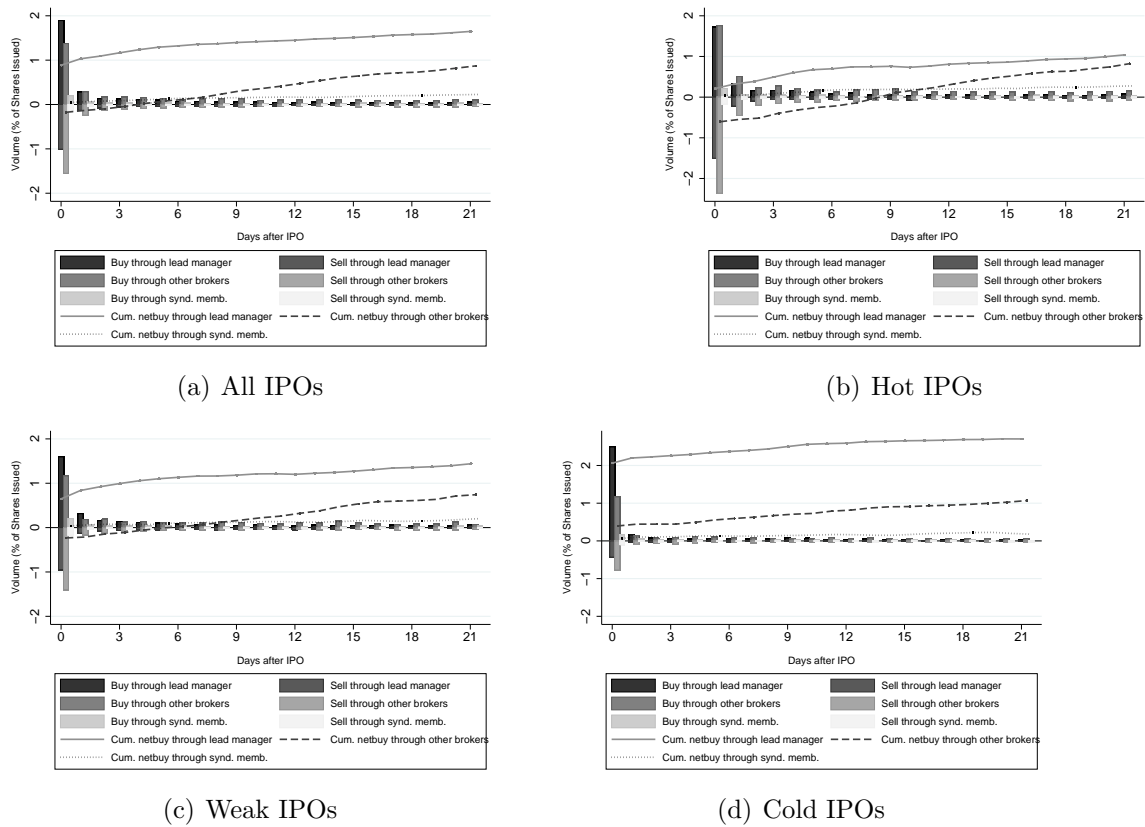 Volume (% of Shares Issued)
2
1
0
−1
−2
0 3 6 9 12 15 18 21
Days after IPO
Buy through lead manager Sell through lead manager
Buy through other brokers Sell through other brokers
Buy through synd. memb. Sell through synd. memb.
Cum. netbuy through lead manager Cum. netbuy through other brokers
Cum. netbuy through synd. memb.
(a) All IPOs
Volume (% of Shares Issued)
2
1
0
−1
−2
0 3 6 9 12 15 18 21
Days after IPO
Buy through lead manager Sell through lead manager
Buy through other brokers Sell through other brokers
Buy through synd. memb. Sell through synd. memb.
Cum. netbuy through lead manager Cum. netbuy through other brokers
Cum. netbuy through synd. memb.
(b) Hot IPOs
Volume (% of Shares Issued)
2
1
0
−1
−2
0 3 6 9 12 15 18 21
Days after IPO
Buy through lead manager Sell through lead manager
Buy through other brokers Sell through other brokers
Buy through synd. memb. Sell through synd. memb.
Cum. netbuy through lead manager Cum. netbuy through other brokers
Cum. netbuy through synd. memb.
(c) Weak IPOs
Volume (% of Shares Issued)
2
1
0
−1
−2
0 3 6 9 12 15 18 21
Days after IPO
Buy through lead manager Sell through lead manager
Buy through other brokers Sell through other brokers
Buy through synd. memb. Sell through synd. memb.
Cum. netbuy through lead manager Cum. netbuy through other brokers
Cum. netbuy through synd. memb.
(d) Cold IPOs